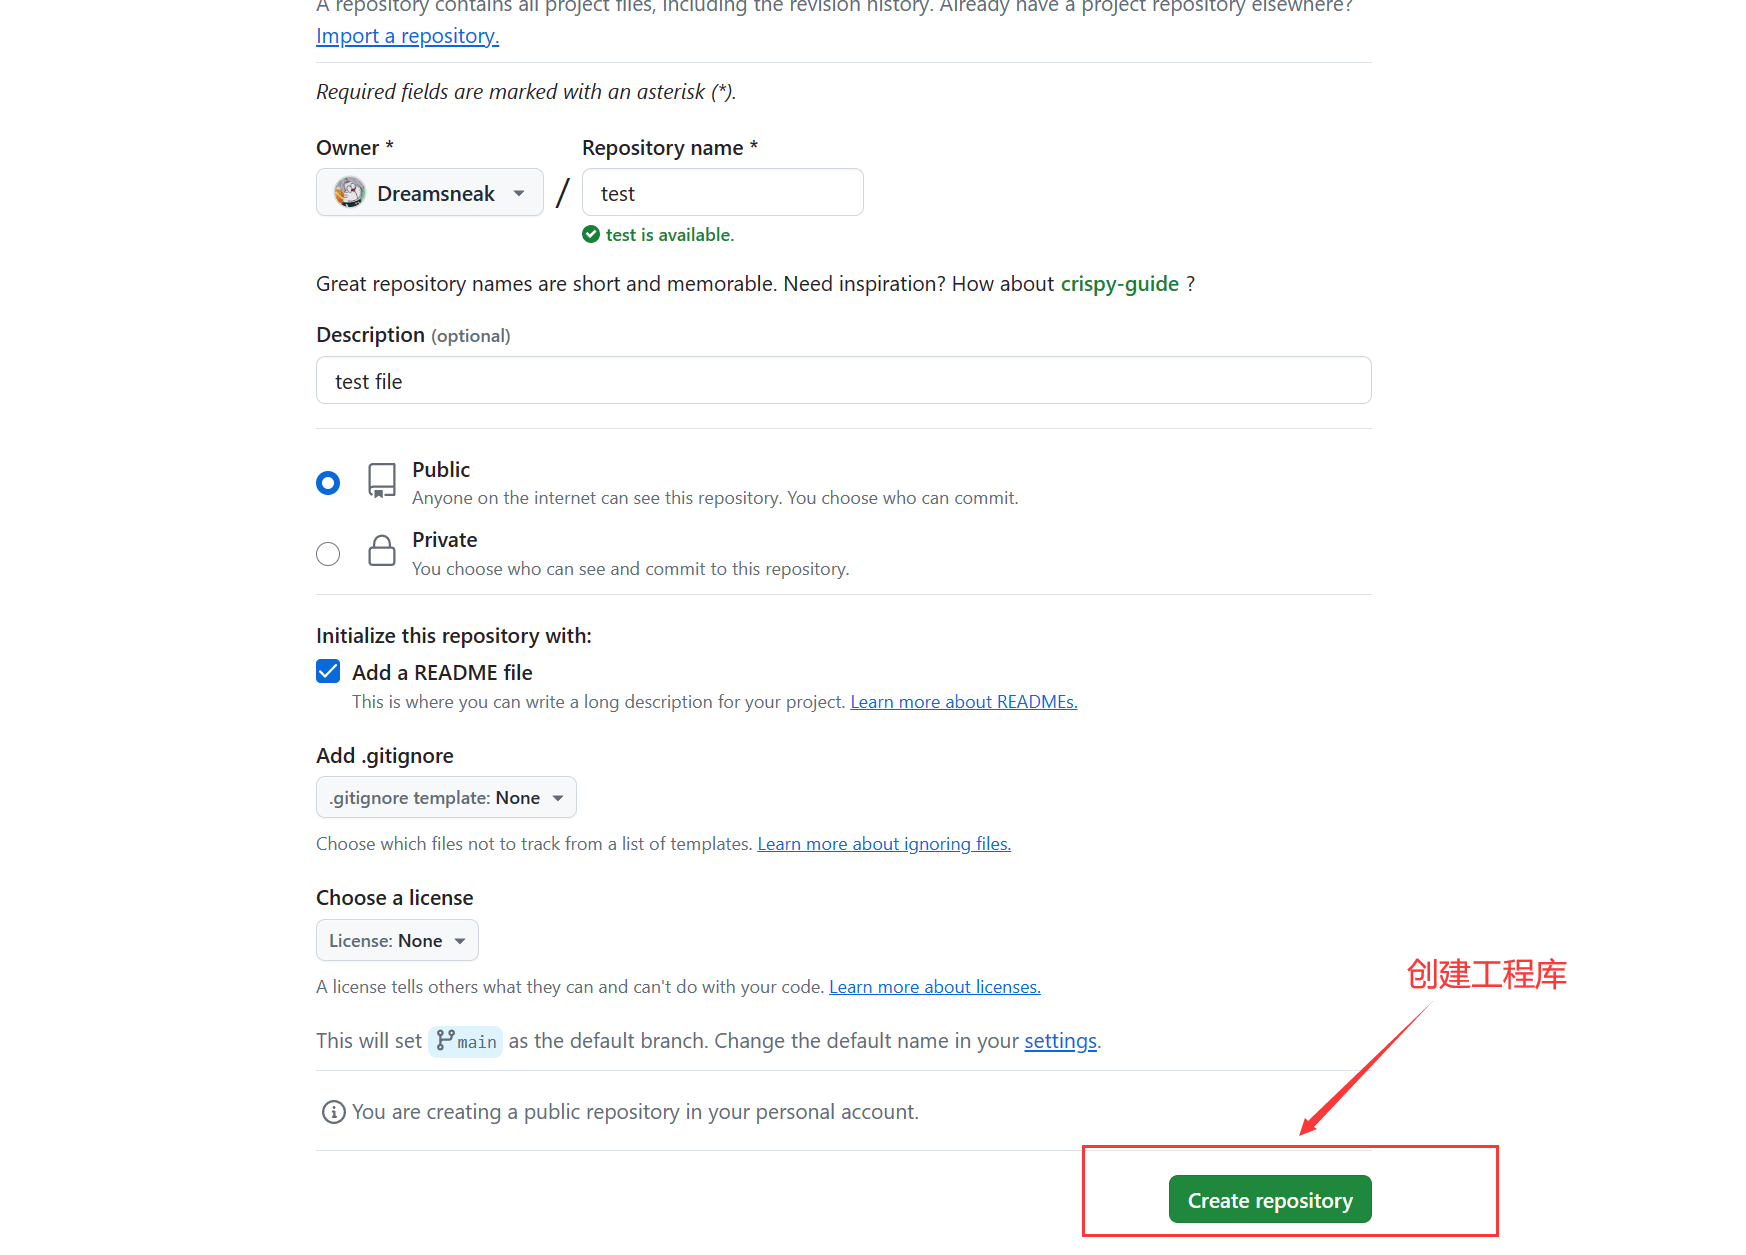 A repository contains all project files, including the revision history. Already have a project repository elsewhere?
Import a repository.
Required fields are marked with an asterisk (*).
Owner *
Repository name *
Dreamsneak
/
test
test is available.
Great repository names are short and memorable. Need inspiration? How about crispy-guide ?
Description (optional)
test file
Public
Anyone on the internet can see this repository. You choose who can commit.
Private
You choose who can see and commit to this repository.
Initialize this repository with:
Add a README file
This is where you can write a long description for your project. Learn more about READMEs.
Add .gitignore
.gitignore template: None
Choose which files not to track from a list of templates. Learn more about ignoring files.
Choose a license
License: None
A license tells others what they can and can't do with your code. Learn more about licenses.
创建工程库
This will set main as the default branch. Change the default name in your settings.
You are creating a public repository in your personal account.
Create repository